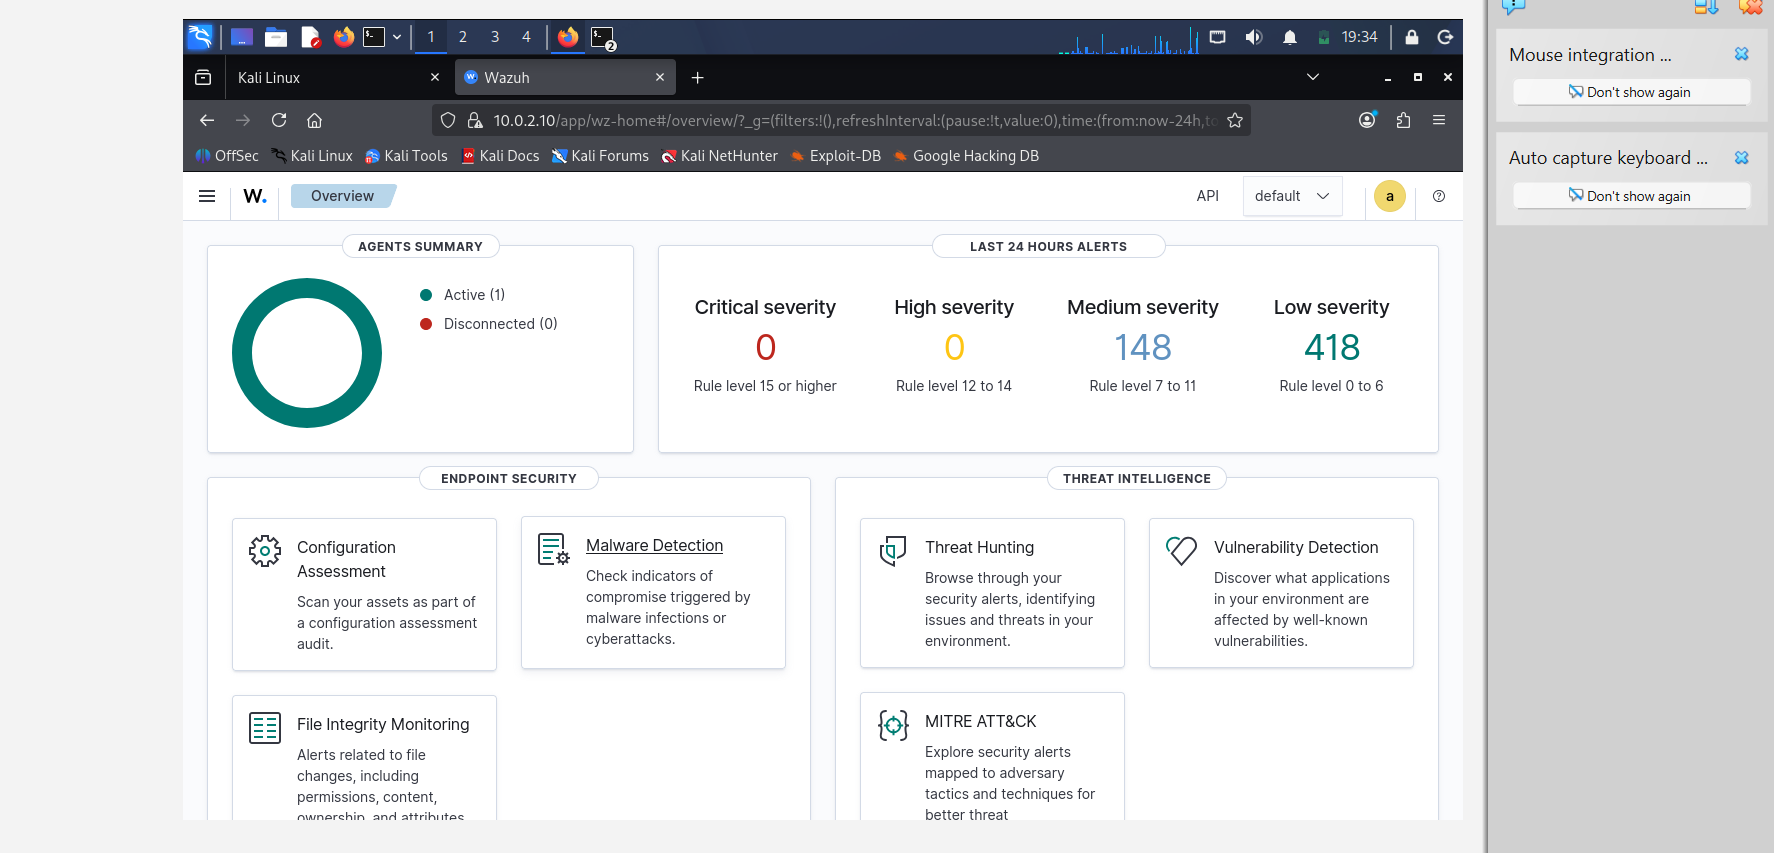 1 2 3 4 2 19:34
Kali Linux
Wazuh
10.0.2.10/app/wz-home#/overview/?_g=(filters:!(),refreshInterval:(pause:!t,value:0),time:(from:now-24h,to
OffSec Kali Linux Kali Tools Kali Docs Kali Forums Kali NetHunter Exploit-DB Google Hacking DB
W. Overview API default a
AGENTS SUMMARY
Active (1)
Disconnected (0)
LAST 24 HOURS ALERTS
Critical severity
0
Rule level 15 or higher
High severity
0
Rule level 12 to 14
Medium severity
148
Rule level 7 to 11
Low severity
418
Rule level 0 to 6
ENDPOINT SECURITY
Configuration
Assessment
Scan your assets as part of
a configuration assessment
audit.
Malware Detection
Check indicators of
compromise triggered by
malware infections or
cyberattacks.
File Integrity Monitoring
Alerts related to file
changes, including
permissions, content,
ownership, and attributes
THREAT INTELLIGENCE
Threat Hunting
Browse through your
security alerts, identifying
issues and threats in your
environment.
Vulnerability Detection
Discover what applications
in your environment are
affected by well-known
vulnerabilities.
MITRE ATT&CK
Explore security alerts
mapped to adversary
tactics and techniques for
better threat
Mouse integration ...
Don't show again
Auto capture keyboard ...
Don't show again